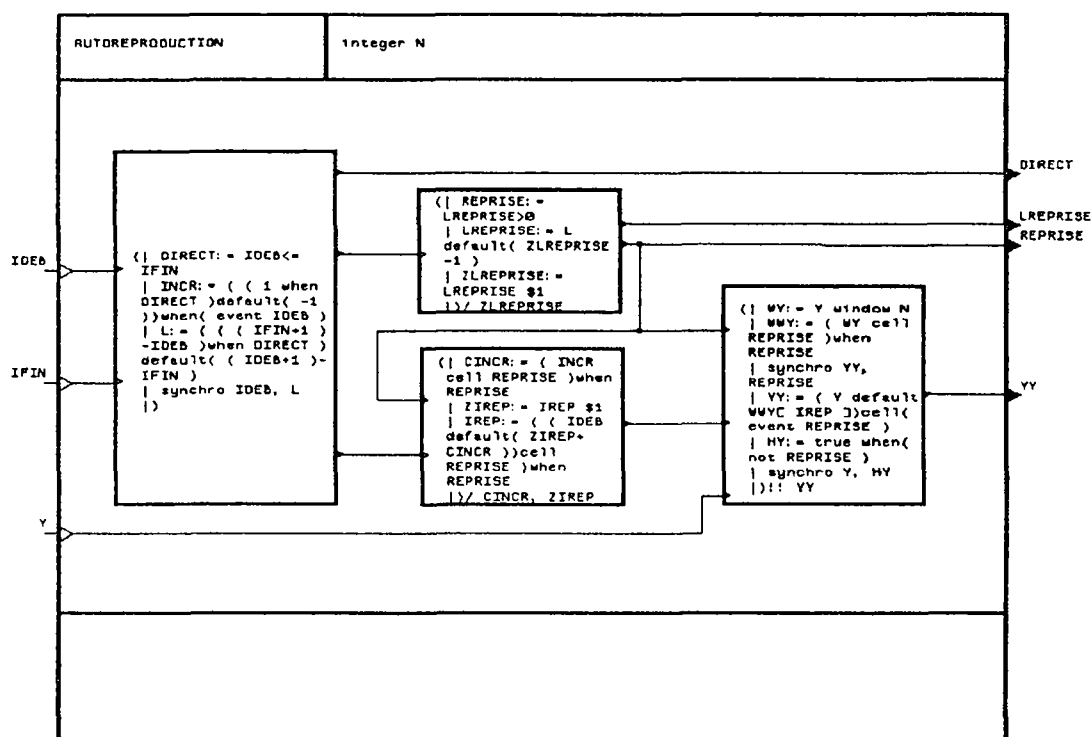 AUTOREPRODUCTION
integer N
DIRECT
LREPRISE
REPRISE
IDEB
IFIN
Y
YY
(| DIRECT:= IDEB<=
IFIN
| INCR:= ( ( 1 when
DIRECT )default( -1
))when( event IDEB )
| L:= ( ( ( IFIN+1 )
-IDEB )when DIRECT )
default( ( IDEB+1 )-
IFIN )
| synchro IDEB, L
|)
(| REPRISE:=
LREPRISE>0
| LREPRISE:= L
default( ZLREPRISE
-1 )
| ZLREPRISE:=
LREPRISE $1
|)/ ZLREPRISE
(| CINCR:= ( INCR
cell REPRISE )when
REPRISE
| ZIREP:= IREP $1
| IREP:= ( ( IDEB
default( ZIREP+
CINCR ))cell
REPRISE )when
REPRISE
|)/ CINCR, ZIREP
(| WY:= Y window N
| WWY:= ( WY cell
REPRISE )when
REPRISE
| synchro YY,
REPRISE
| YY:= ( Y default
WWY[ IREP ])cell(
event REPRISE )
| HY:= true when(
not REPRISE )
| synchro Y, HY
|)!! YY